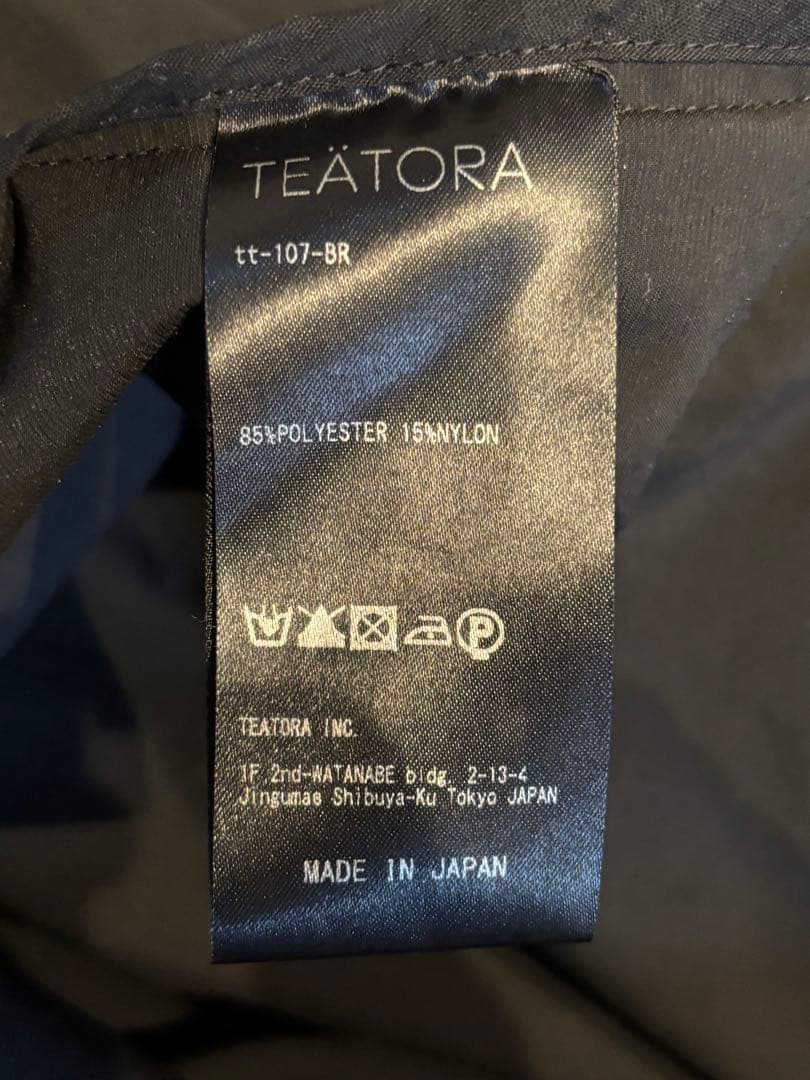 TEÄTORA
tt-107-BR
85%POLYESTER 15%NYLON
P
TEATORA INC.
1F 2nd-WATANABE bldg. 2-13-4
Jingumae Shibuya-Ku Tokyo JAPAN
MADE IN JAPAN